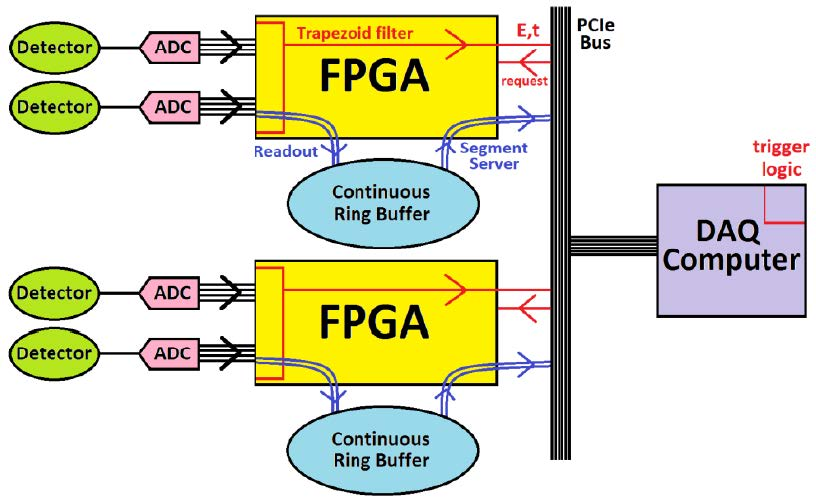 Detector
ADC
Detector
ADC
Trapezoid filter
FPGA
E,t
request
PCIe
Bus
Readout
Segment
Server
Continuous
Ring Buffer
trigger
logic
DAQ
Computer
Detector
ADC
Detector
ADC
FPGA
Continuous
Ring Buffer